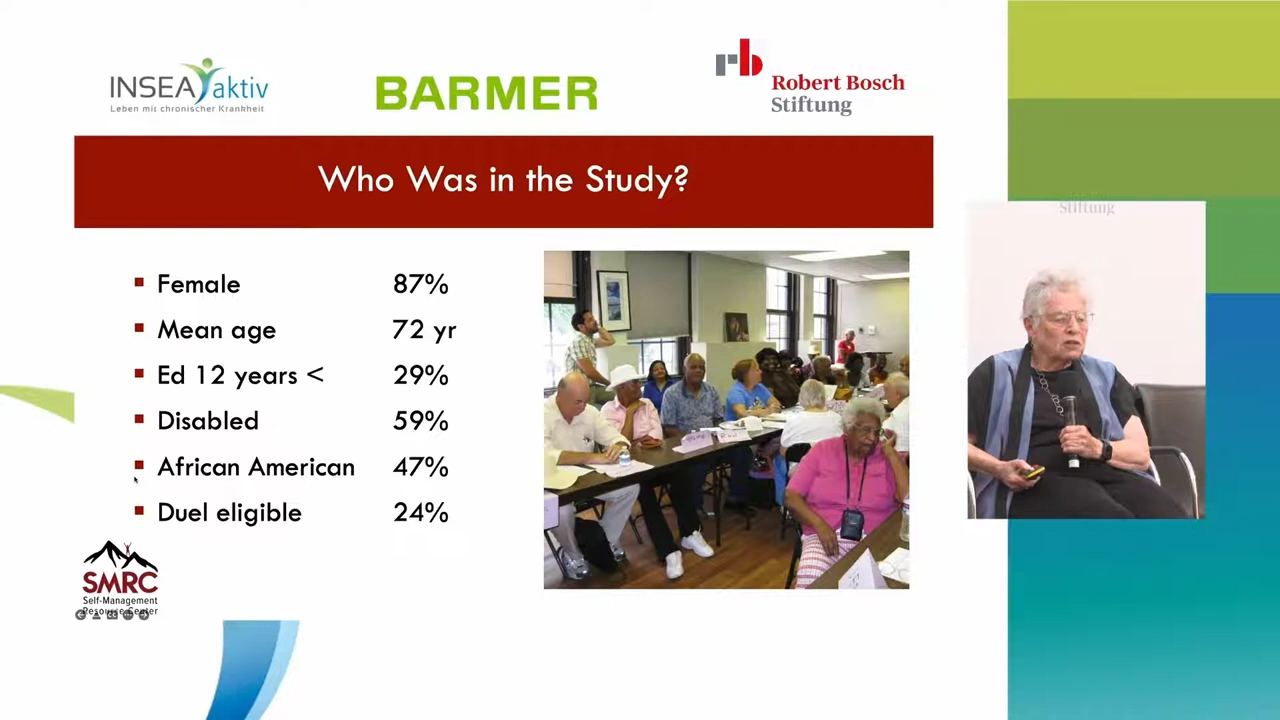 INSEA aktiv
Leben mit chronischer Krankheit
BARMER
rb
Robert Bosch
Stiftung
Who Was in the Study?
Stiftung
Female 87%
Mean age 72 yr
Ed 12 years < 29%
Disabled 59%
African American 47%
Duel eligible 24%
SMRC
Self-Management
Resource Center